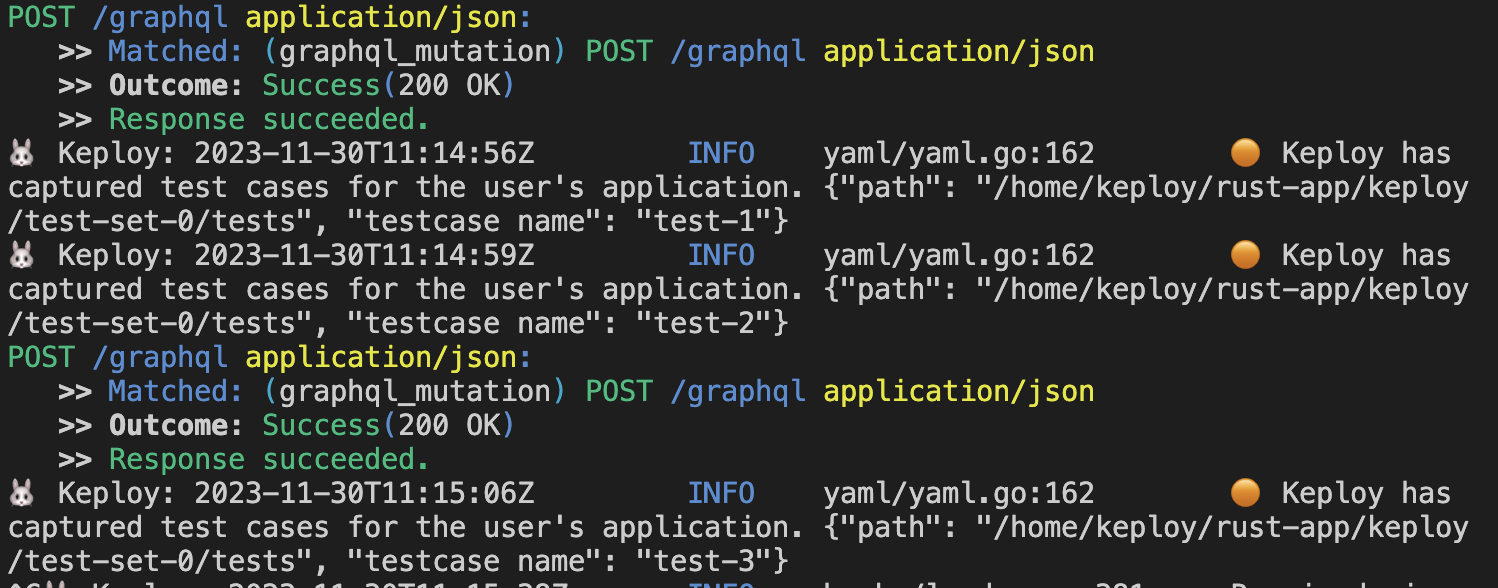 POST /graphql application/json:
>> Matched: (graphql_mutation) POST /graphql application/json
>> Outcome: Success(200 OK)
>> Response succeeded.
🐰 Keploy: 2023-11-30T11:14:56Z INFO yaml/yaml.go:162 🟠 Keploy has
captured test cases for the user's application. {"path": "/home/keploy/rust-app/keploy
/test-set-0/tests", "testcase name": "test-1"}
🐰 Keploy: 2023-11-30T11:14:59Z INFO yaml/yaml.go:162 🟠 Keploy has
captured test cases for the user's application. {"path": "/home/keploy/rust-app/keploy
/test-set-0/tests", "testcase name": "test-2"}
POST /graphql application/json:
>> Matched: (graphql_mutation) POST /graphql application/json
>> Outcome: Success(200 OK)
>> Response succeeded.
🐰 Keploy: 2023-11-30T11:15:06Z INFO yaml/yaml.go:162 🟠 Keploy has
captured test cases for the user's application. {"path": "/home/keploy/rust-app/keploy
/test-set-0/tests", "testcase name": "test-3"}